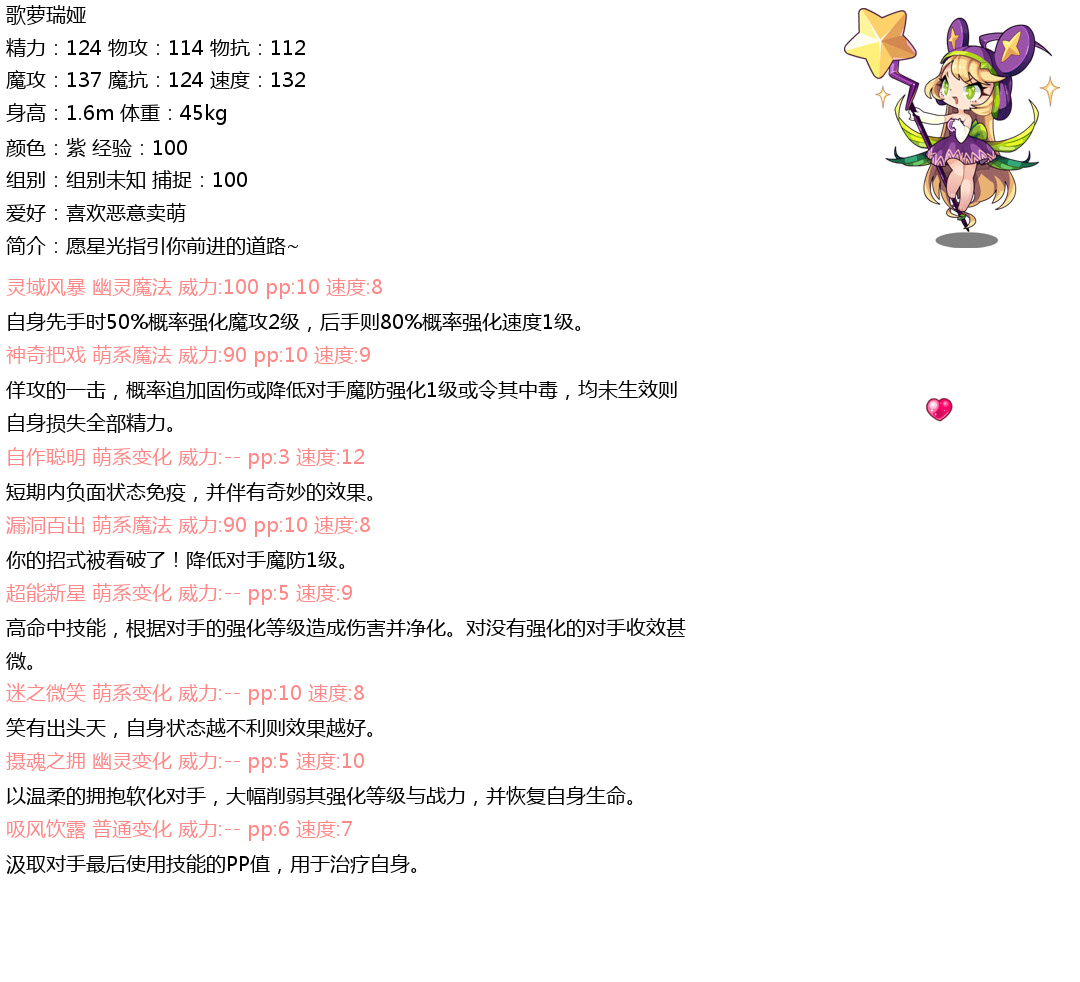 歌萝瑞娅
精力：124 物攻：114 物抗：112
魔攻：137 魔抗：124 速度：132
身高：1.6m 体重：45kg
颜色：紫 经验：100
组别：组别未知 捕捉：100
爱好：喜欢恶意卖萌
简介：愿星光指引你前进的道路~
灵域风暴 幽灵魔法 威力:100 pp:10 速度:8
自身先手时50%概率强化魔攻2级，后手则80%概率强化速度1级。
神奇把戏 萌系魔法 威力:90 pp:10 速度:9
佯攻的一击，概率追加固伤或降低对手魔防强化1级或令其中毒，均未生效则
自身损失全部精力。
自作聪明 萌系变化 威力:-- pp:3 速度:12
短期内负面状态免疫，并伴有奇妙的效果。
漏洞百出 萌系魔法 威力:90 pp:10 速度:8
你的招式被看破了！降低对手魔防1级。
超能新星 萌系变化 威力:-- pp:5 速度:9
高命中技能，根据对手的强化等级造成伤害并净化。对没有强化的对手收效甚
微。
迷之微笑 萌系变化 威力:-- pp:10 速度:8
笑有出头天，自身状态越不利则效果越好。
摄魂之拥 幽灵变化 威力:-- pp:5 速度:10
以温柔的拥抱软化对手，大幅削弱其强化等级与战力，并恢复自身生命。
吸风饮露 普通变化 威力:-- pp:6 速度:7
汲取对手最后使用技能的PP值，用于治疗自身。